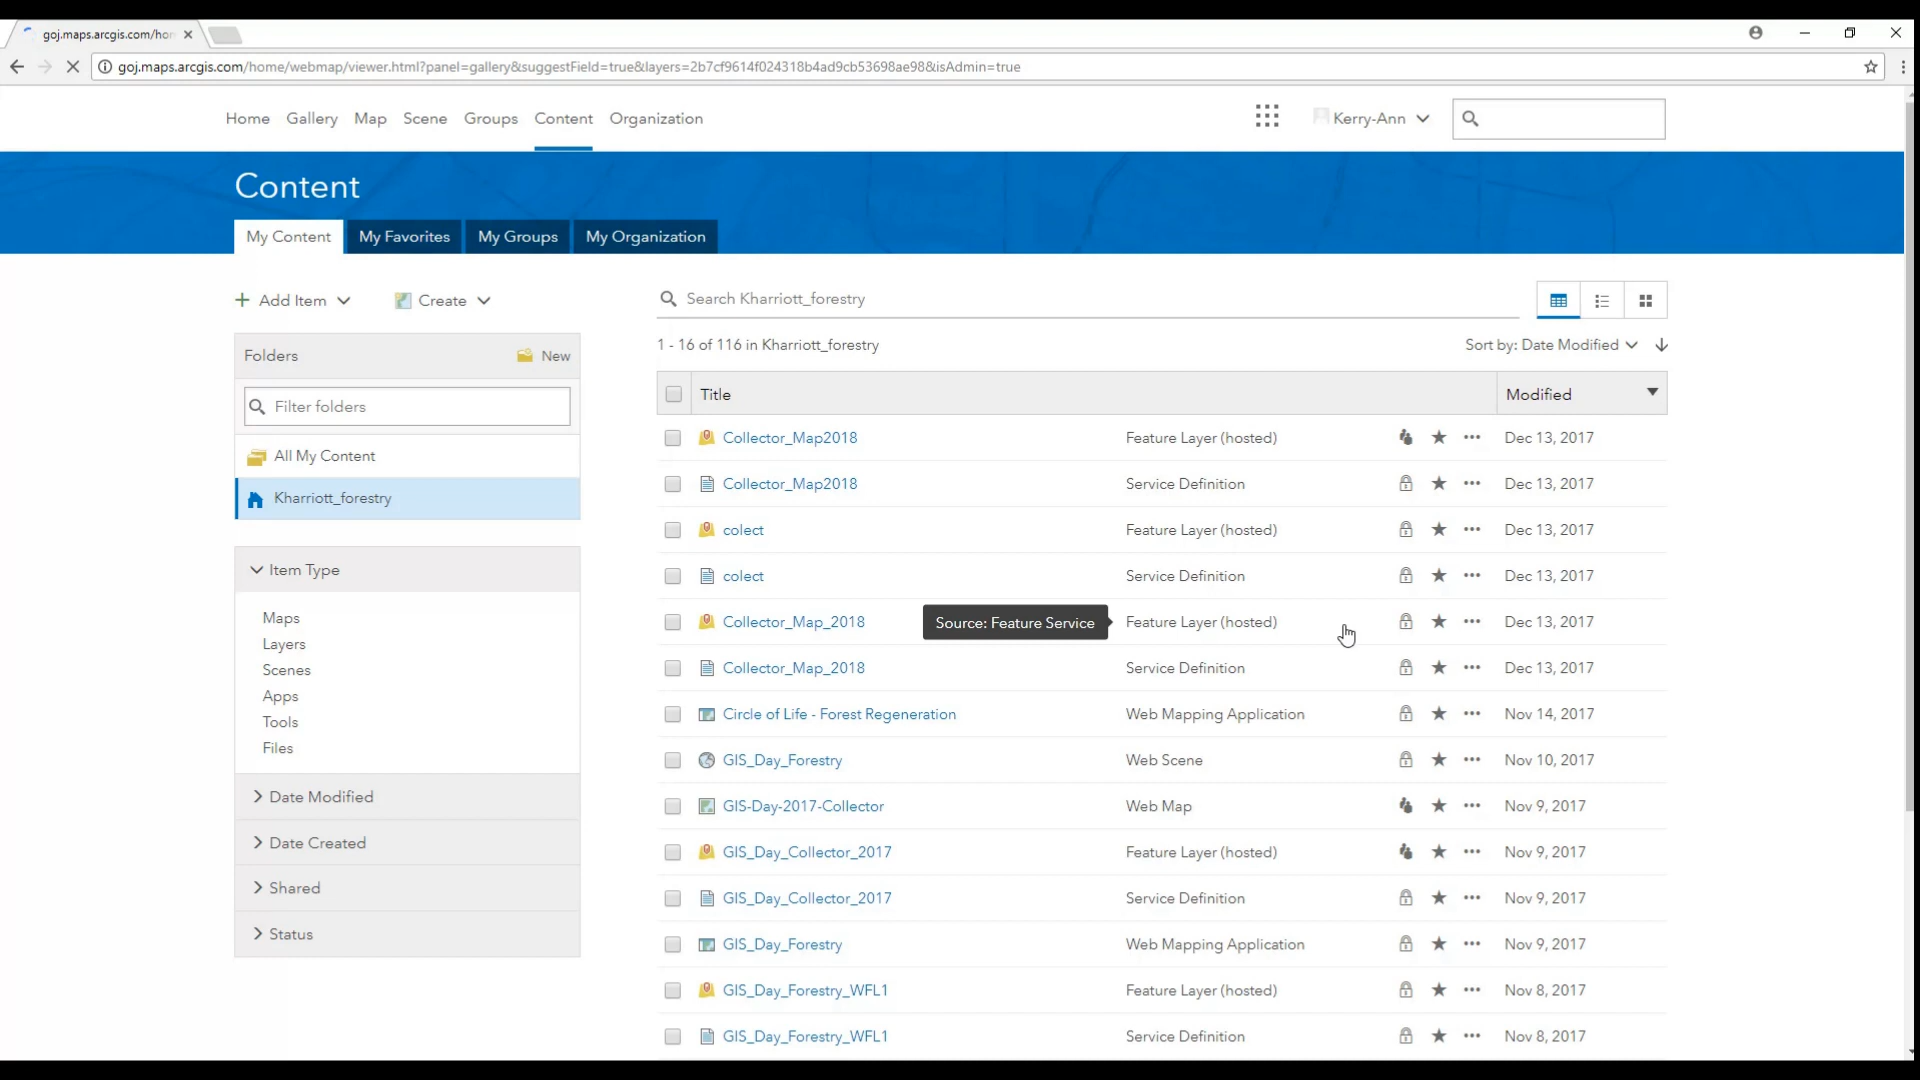 goj.maps.arcgis.com/hor
goj.maps.arcgis.com/home/webmap/viewer.html?panel=gallery&suggestField=true&layers=2b7cf9614f024318b4ad9cb53698ae98&isAdmin=true
Home Gallery Map Scene Groups Content Organization Kerry-Ann
Content
My Content My Favorites My Groups My Organization
Add Item Create Search Kharriott_forestry
1 - 16 of 116 in Kharriott_forestry Sort by: Date Modified
Folders New
Filter folders
All My Content
Kharriott_forestry
Item Type
Maps
Layers
Scenes
Apps
Tools
Files
Date Modified
Date Created
Shared
Status
Title Modified
Collector_Map2018 Feature Layer (hosted) Dec 13, 2017
Collector_Map2018 Service Definition Dec 13, 2017
colect Feature Layer (hosted) Dec 13, 2017
colect Service Definition Dec 13, 2017
Collector_Map_2018 Source: Feature Service Feature Layer (hosted) Dec 13, 2017
Collector_Map_2018 Service Definition Dec 13, 2017
Circle of Life - Forest Regeneration Web Mapping Application Nov 14, 2017
GIS_Day_Forestry Web Scene Nov 10, 2017
GIS-Day-2017-Collector Web Map Nov 9, 2017
GIS_Day_Collector_2017 Feature Layer (hosted) Nov 9, 2017
GIS_Day_Collector_2017 Service Definition Nov 9, 2017
GIS_Day_Forestry Web Mapping Application Nov 9, 2017
GIS_Day_Forestry_WFL1 Feature Layer (hosted) Nov 8, 2017
GIS_Day_Forestry_WFL1 Service Definition Nov 8, 2017